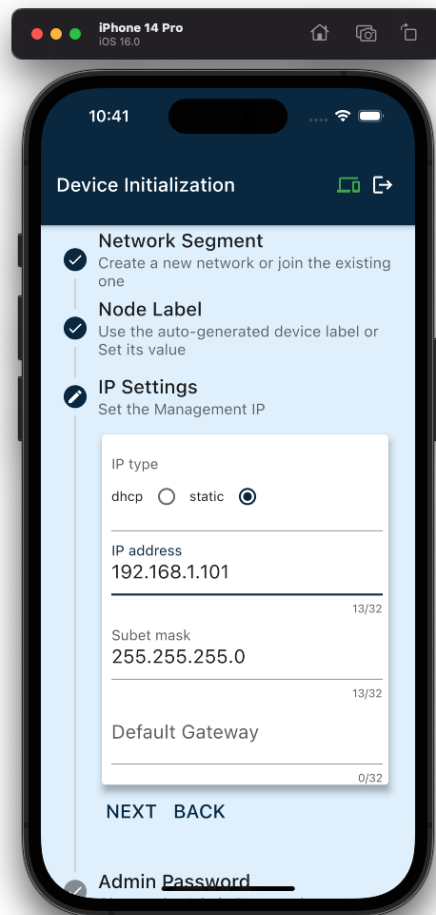 iPhone 14 Pro
iOS 16.0
10:41
Device Initialization
Network Segment
Create a new network or join the existing
one
Node Label
Use the auto-generated device label or
Set its value
IP Settings
Set the Management IP
IP type
dhcp static
IP address
192.168.1.101
13/32
Subet mask
255.255.255.0
13/32
Default Gateway
0/32
NEXT BACK
Admin Password